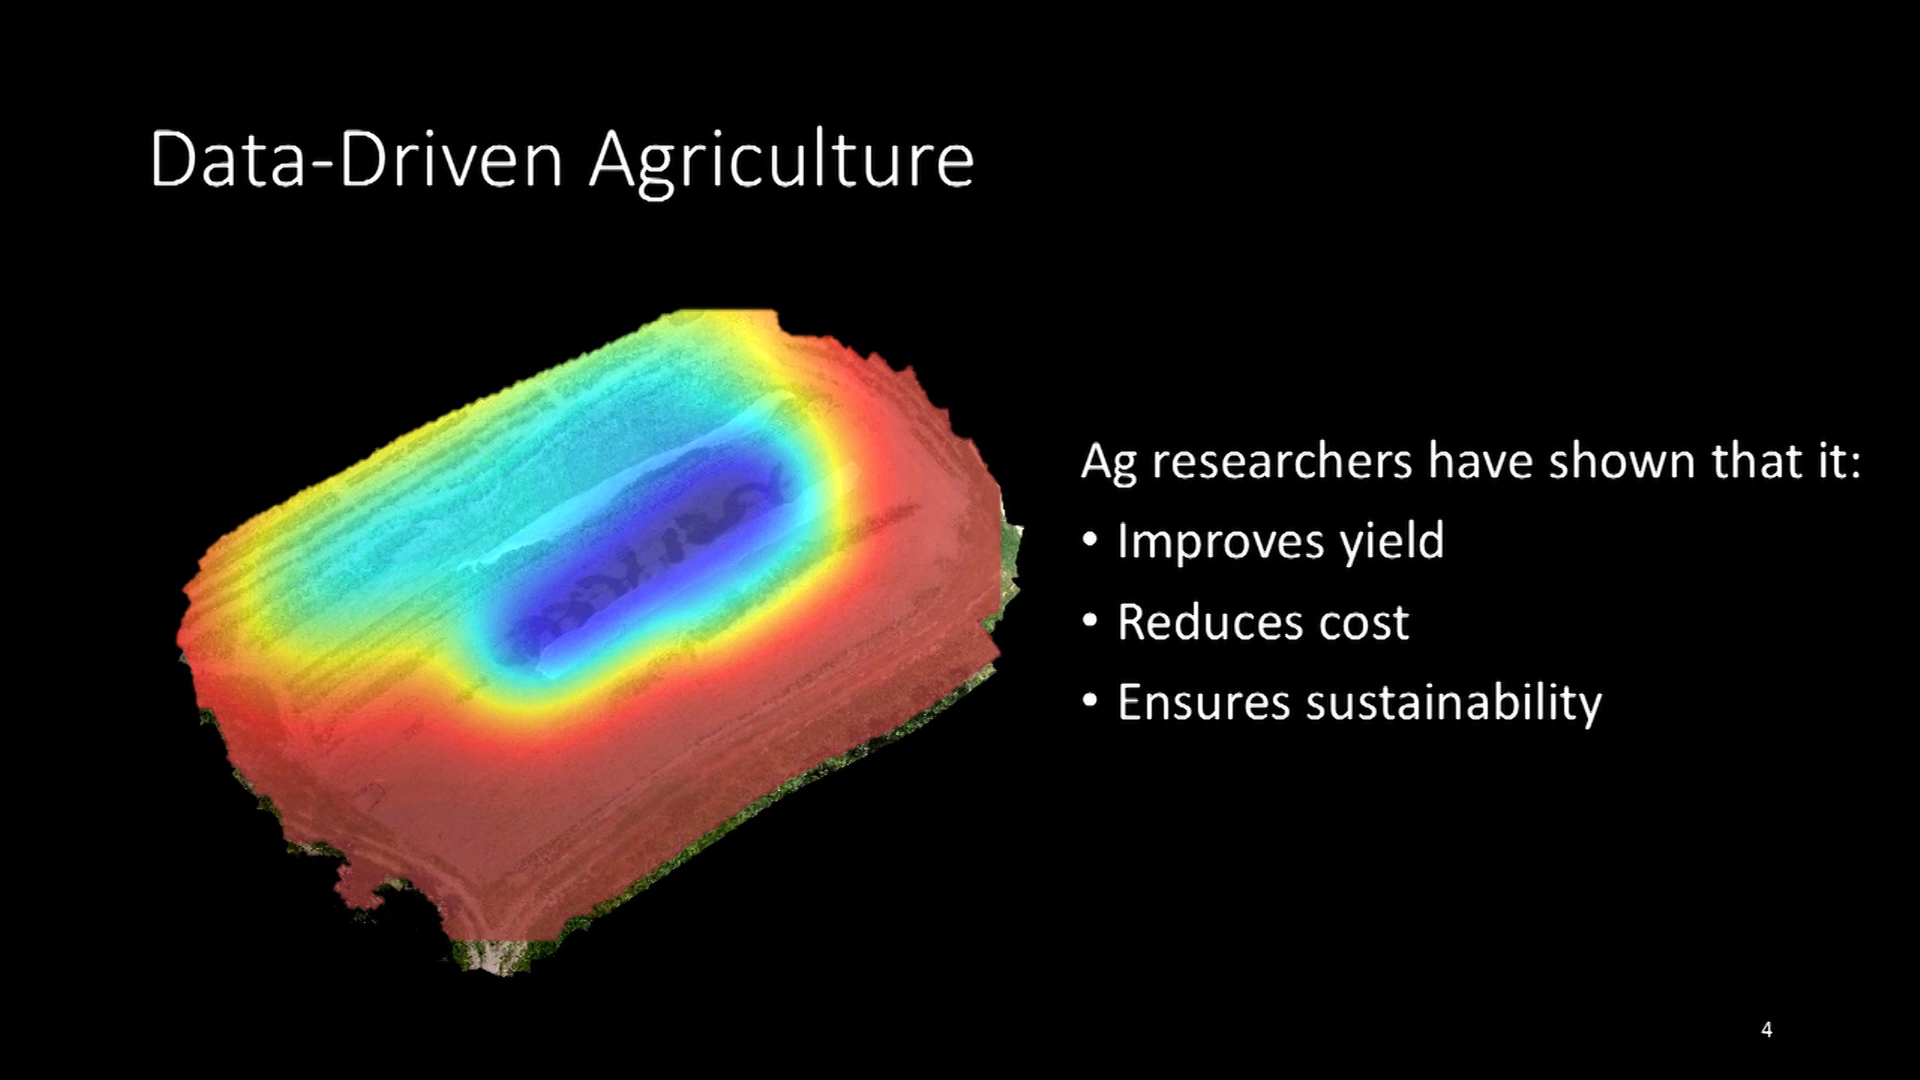 Data-Driven Agriculture
Ag researchers have shown that it:
• Improves yield
• Reduces cost
• Ensures sustainability
4